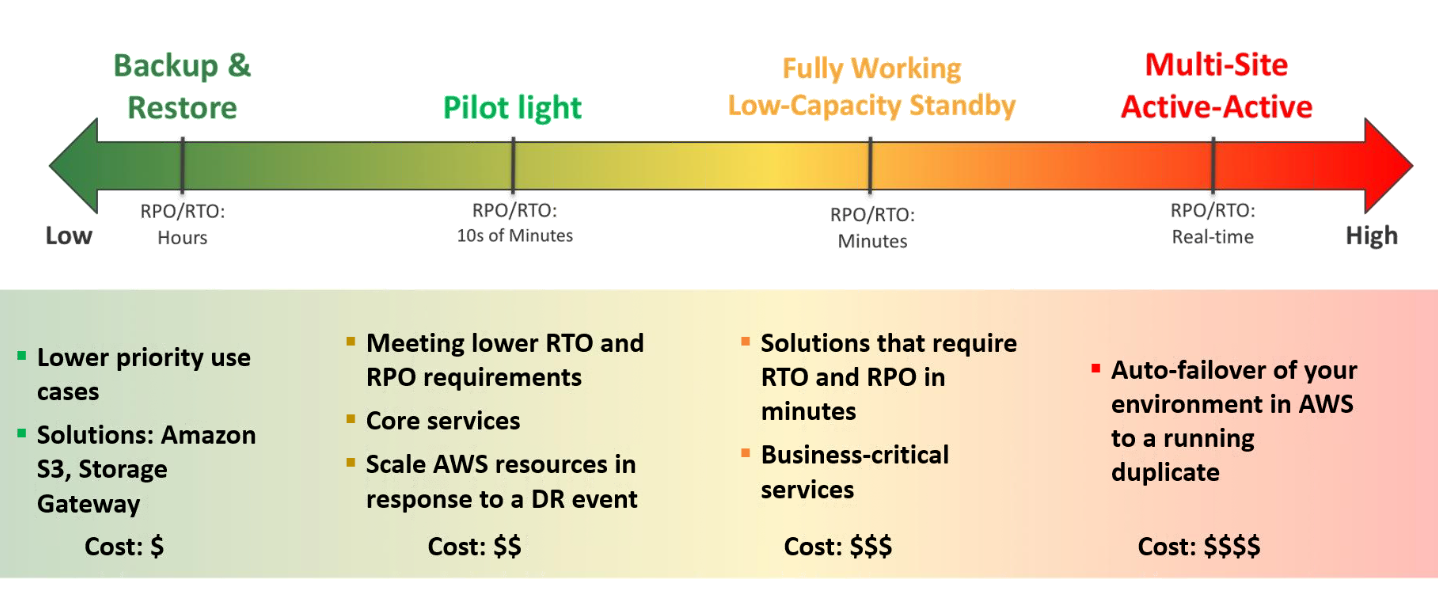 Backup &
Restore
Pilot light
Fully Working
Low-Capacity Standby
Multi-Site
Active-Active
RPO/RTO:
Hours
RPO/RTO:
10s of Minutes
RPO/RTO:
Minutes
RPO/RTO:
Real-time
Low
High
▪ Lower priority use
cases
▪ Solutions: Amazon
S3, Storage
Gateway
Cost: $
▪ Meeting lower RTO and
RPO requirements
▪ Core services
▪ Scale AWS resources in
response to a DR event
Cost: $$
▪ Solutions that require
RTO and RPO in
minutes
▪ Business-critical
services
Cost: $$$
▪ Auto-failover of your
environment in AWS
to a running
duplicate
Cost: $$$$